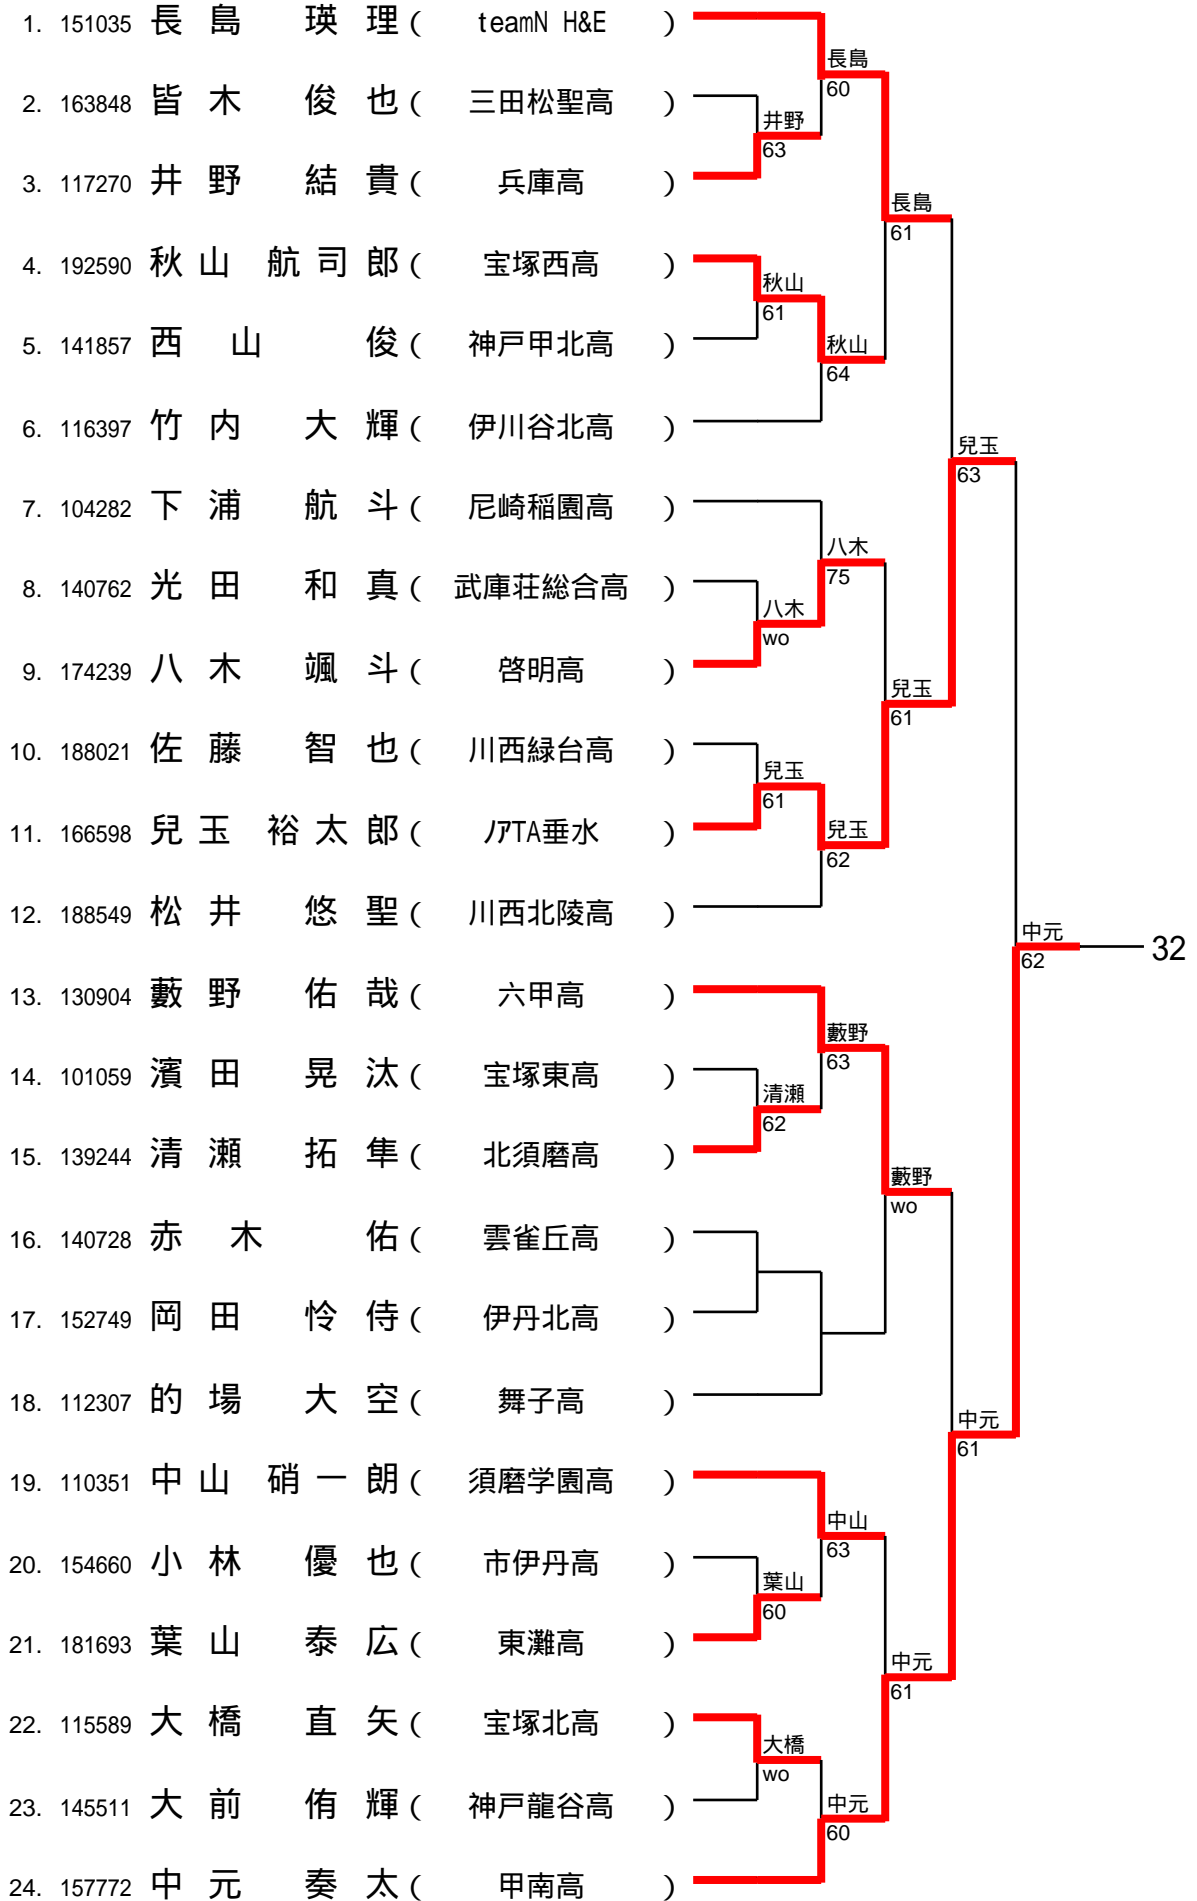 1. 151035 長島 瑛理 ( teamN H&E )
長島
60
2. 163848 皆木 俊也 ( 三田松聖高 )
井野
63
3. 117270 井野 結貴 ( 兵庫高 )
長島
61
4. 192590 秋山 航司郎 ( 宝塚西高 )
秋山
61
5. 141857 西山 俊 ( 神戸甲北高 )
秋山
64
6. 116397 竹内 大輝 ( 伊川谷北高 )
兒玉
63
7. 104282 下浦 航斗 ( 尼崎稲園高 )
八木
75
8. 140762 光田 和真 ( 武庫荘総合高 )
八木
wo
9. 174239 八木 颯斗 ( 啓明高 )
兒玉
61
10. 188021 佐藤 智也 ( 川西緑台高 )
兒玉
61
11. 166598 兒玉 裕太郎 ( ﾉｱTA垂水 )
兒玉
62
12. 188549 松井 悠聖 ( 川西北陵高 )
中元
62
32
13. 130904 藪野 佑哉 ( 六甲高 )
藪野
63
14. 101059 濱田 晃汰 ( 宝塚東高 )
清瀬
62
15. 139244 清瀬 拓隼 ( 北須磨高 )
藪野
wo
16. 140728 赤木 佑 ( 雲雀丘高 )
17. 152749 岡田 怜侍 ( 伊丹北高 )
18. 112307 的場 大空 ( 舞子高 )
中元
61
19. 110351 中山 硝一朗 ( 須磨学園高 )
中山
63
20. 154660 小林 優也 ( 市伊丹高 )
葉山
60
21. 181693 葉山 泰広 ( 東灘高 )
中元
61
22. 115589 大橋 直矢 ( 宝塚北高 )
大橋
wo
23. 145511 大前 侑輝 ( 神戸龍谷高 )
中元
60
24. 157772 中元 奏太 ( 甲南高 )